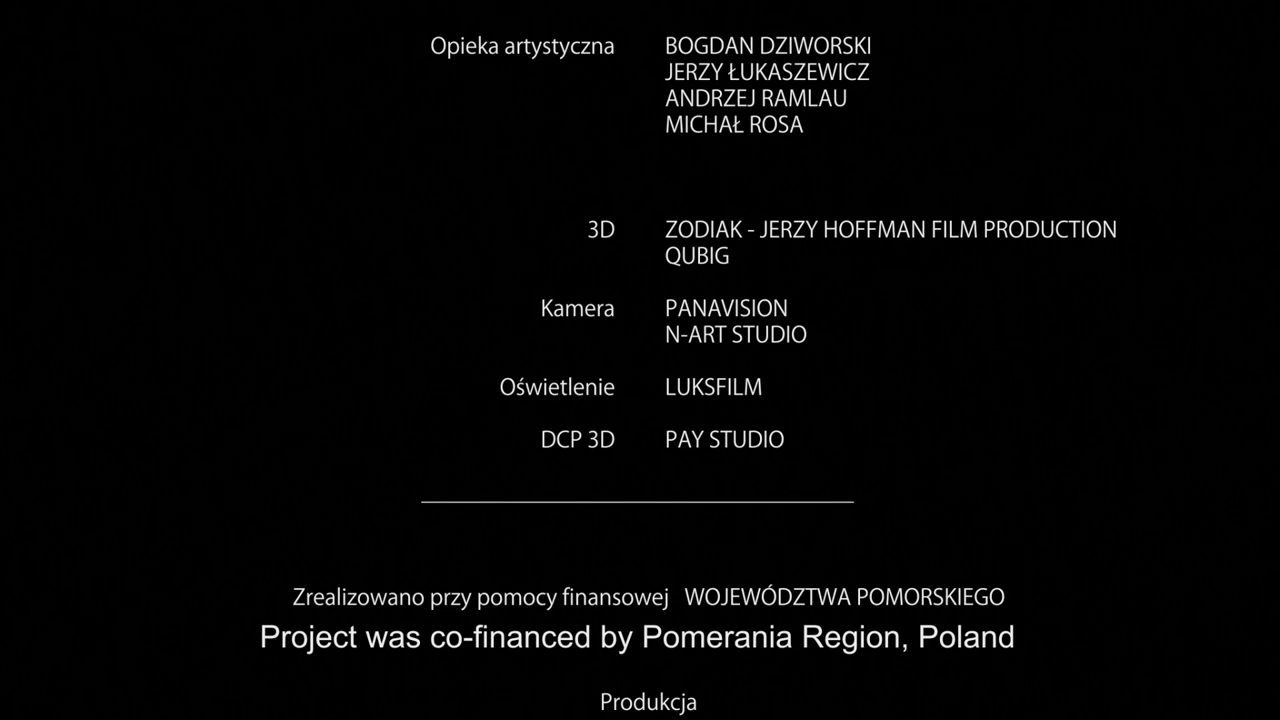 Opieka artystyczna BOGDAN DZIWORSKI
JERZY ŁUKASZEWICZ
ANDRZEJ RAMLAU
MICHAŁ ROSA
3D ZODIAK - JERZY HOFFMAN FILM PRODUCTION
QUBIG
Kamera PANAVISION
N-ART STUDIO
Oświetlenie LUKSFILM
DCP 3D PAY STUDIO
Zrealizowano przy pomocy finansowej WOJEWÓDZTWA POMORSKIEGO
Project was co-financed by Pomerania Region, Poland
Produkcja